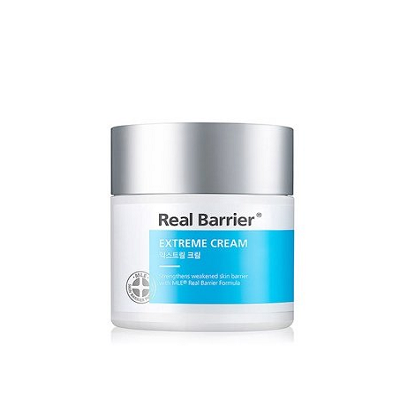 Real Barrier®
EXTREME CREAM
익스트림 크림
Strengthens weakened skin barrier
with MLE® Real Barrier Formula
MLE